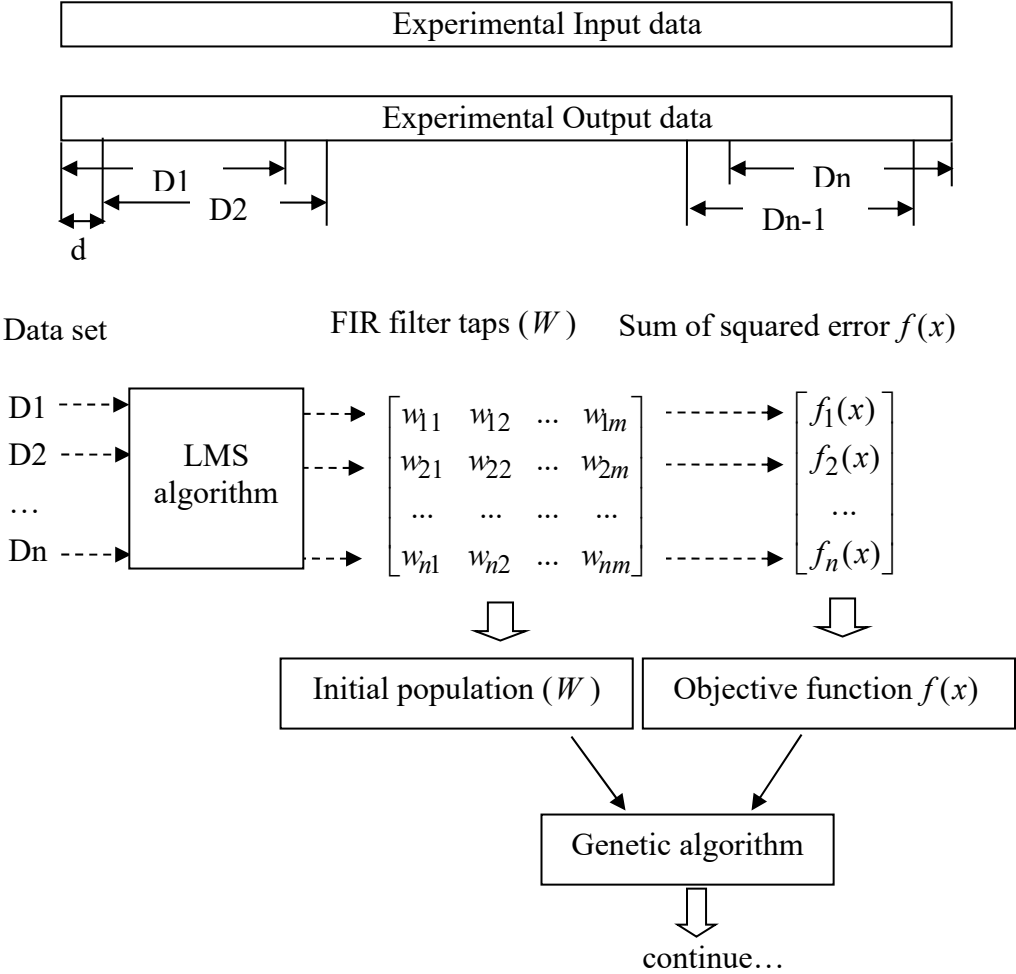 Experimental Input data
Experimental Output data
D1
Dn
D2
Dn-1
d
Data set
FIR filter taps (W)
Sum of squared error f(x)
D1
D2
…
Dn
LMS
algorithm
w11 w12 ... w1m
w21 w22 ... w2m
... ... ... ...
wn1 wn2 ... wnm
f1(x)
f2(x)
...
fn(x)
Initial population (W)
Objective function f(x)
Genetic algorithm
continue…